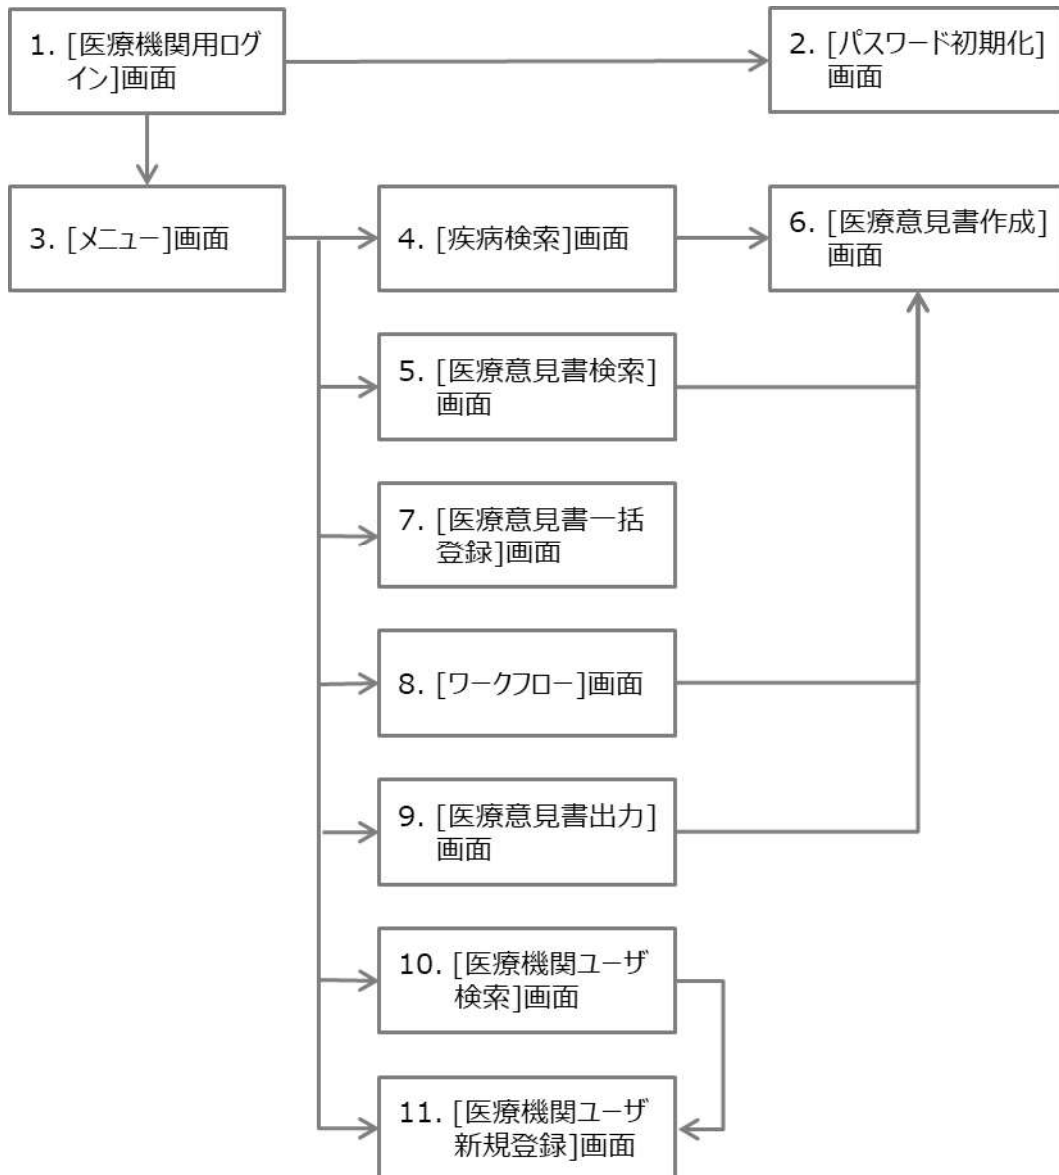 1. [医療機関用ログ
イン]画面
2. [パスワード初期化]
画面
3. [メニュー]画面
4. [疾病検索]画面
6. [医療意見書作成]
画面
5. [医療意見書検索]
画面
7. [医療意見書一括
登録]画面
8. [ワークフロー]画面
9. [医療意見書出力]
画面
10. [医療機関ユーザ
検索]画面
11. [医療機関ユーザ
新規登録]画面